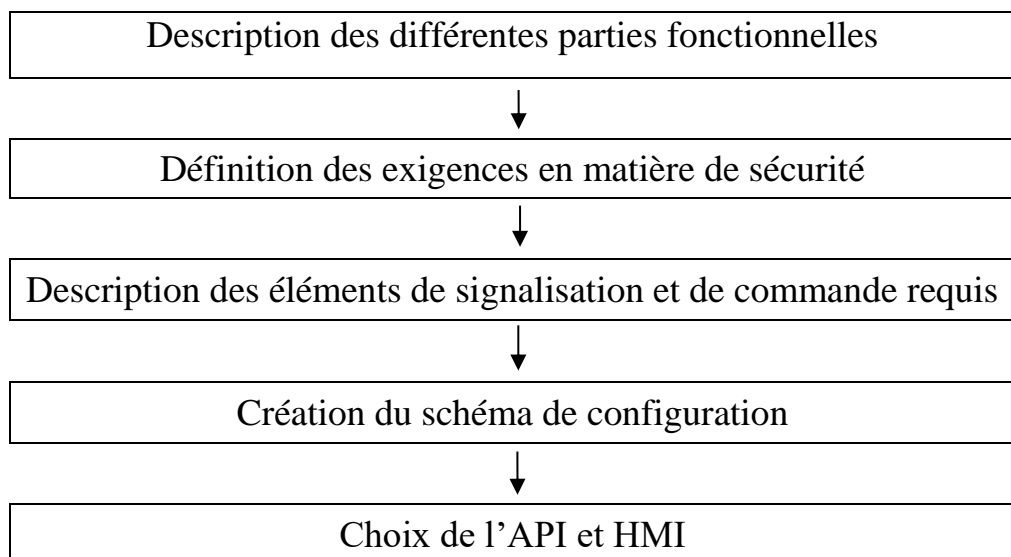 Description des différentes parties fonctionnelles
Définition des exigences en matière de sécurité
Description des éléments de signalisation et de commande requis
Création du schéma de configuration
Choix de l’API et HMI